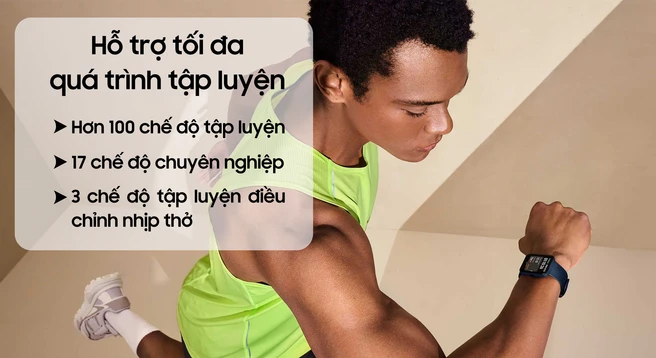 Hỗ trợ tối đa
quá trình tập luyện
➤ Hơn 100 chế độ tập luyện
➤ 17 chế độ chuyên nghiệp
➤ 3 chế độ tập luyện điều
chỉnh nhịp thở